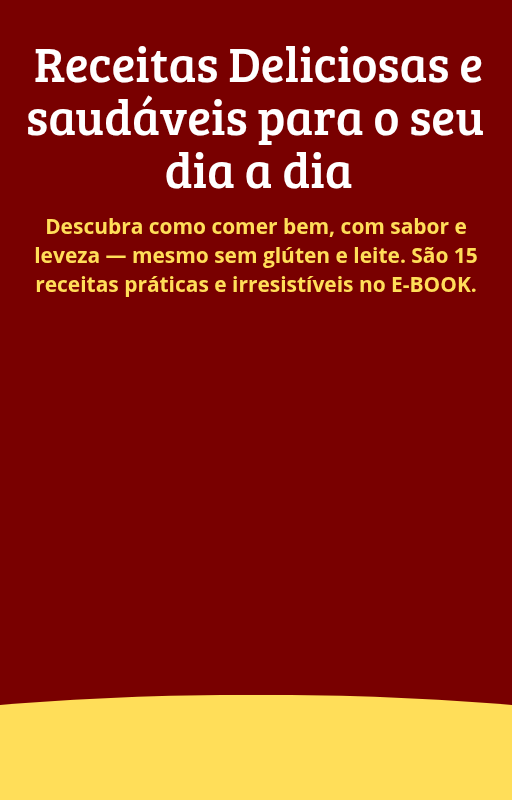 Receitas Deliciosas e
saudáveis para o seu
dia a dia
Descubra como comer bem, com sabor e
leveza — mesmo sem glúten e leite. São 15
receitas práticas e irresistíveis no E-BOOK.